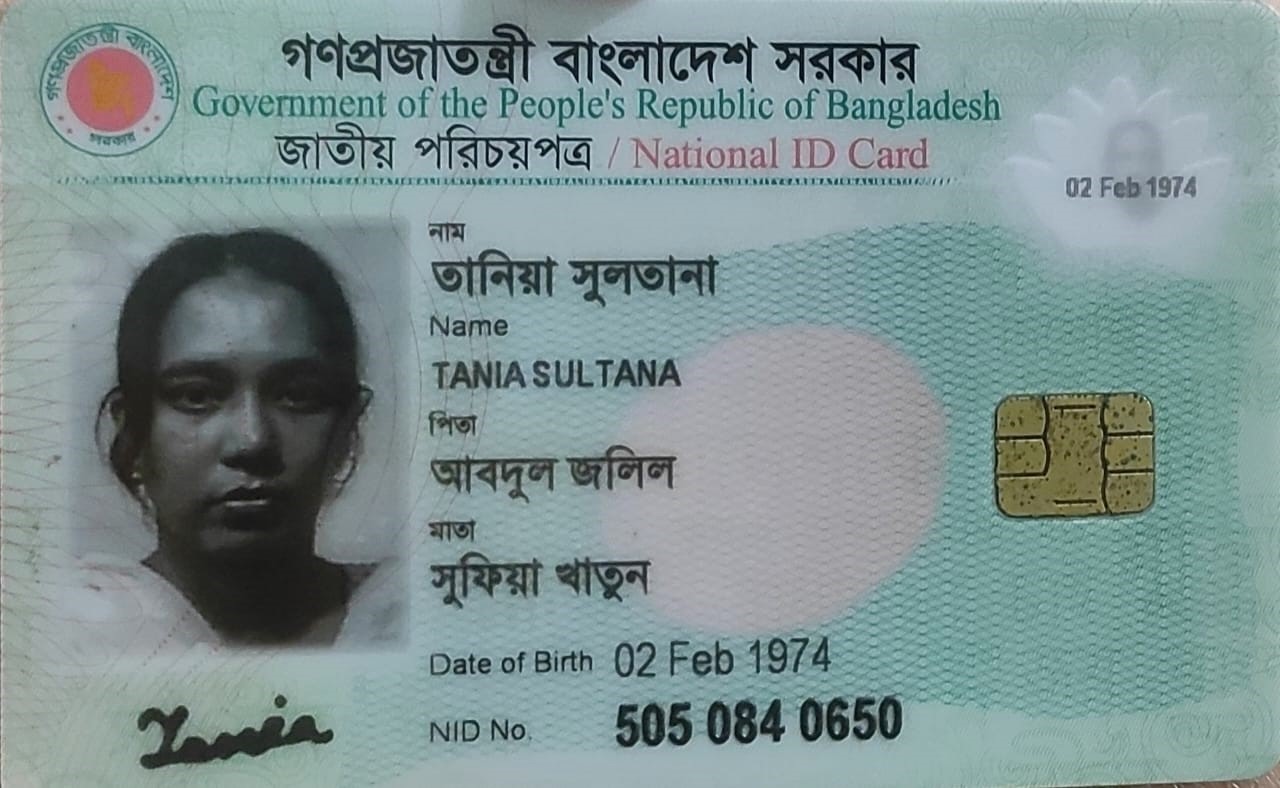 গণপ্রজাতন্ত্রী বাংলাদেশ
সরকার
গণপ্রজাতন্ত্রী বাংলাদেশ সরকার
Government of the People's Republic of Bangladesh
জাতীয় পরিচয়পত্র / National ID Card
02 Feb 1974
নাম
তানিয়া সুলতানা
Name
TANIA SULTANA
পিতা
আবদুল জলিল
মাতা
সুফিয়া খাতুন
Date of Birth 02 Feb 1974
Tania
NID No. 505 084 0650